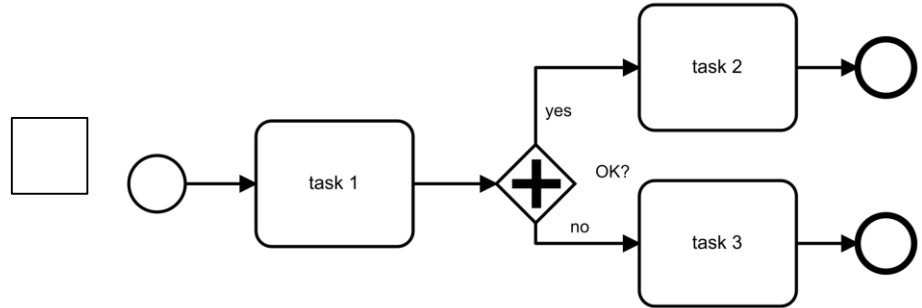 task 1
yes
OK?
no
task 2
task 3